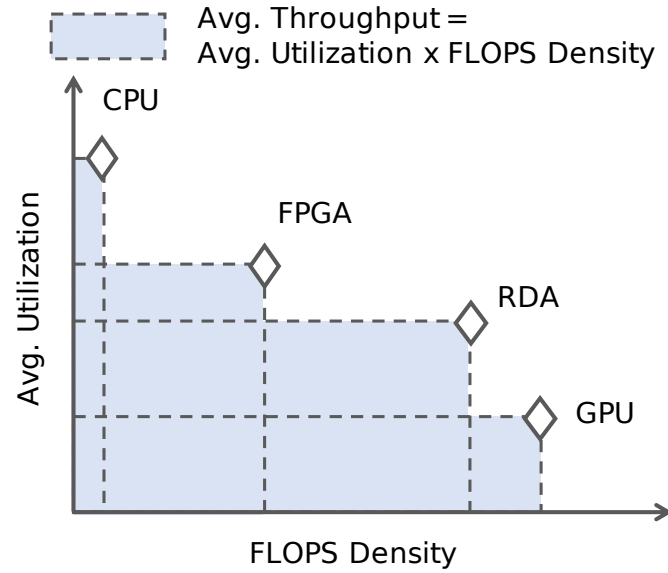 Avg. Throughput =
Avg. Utilization x FLOPS Density
CPU
FPGA
RDA
GPU
Avg. Utilization
FLOPS Density